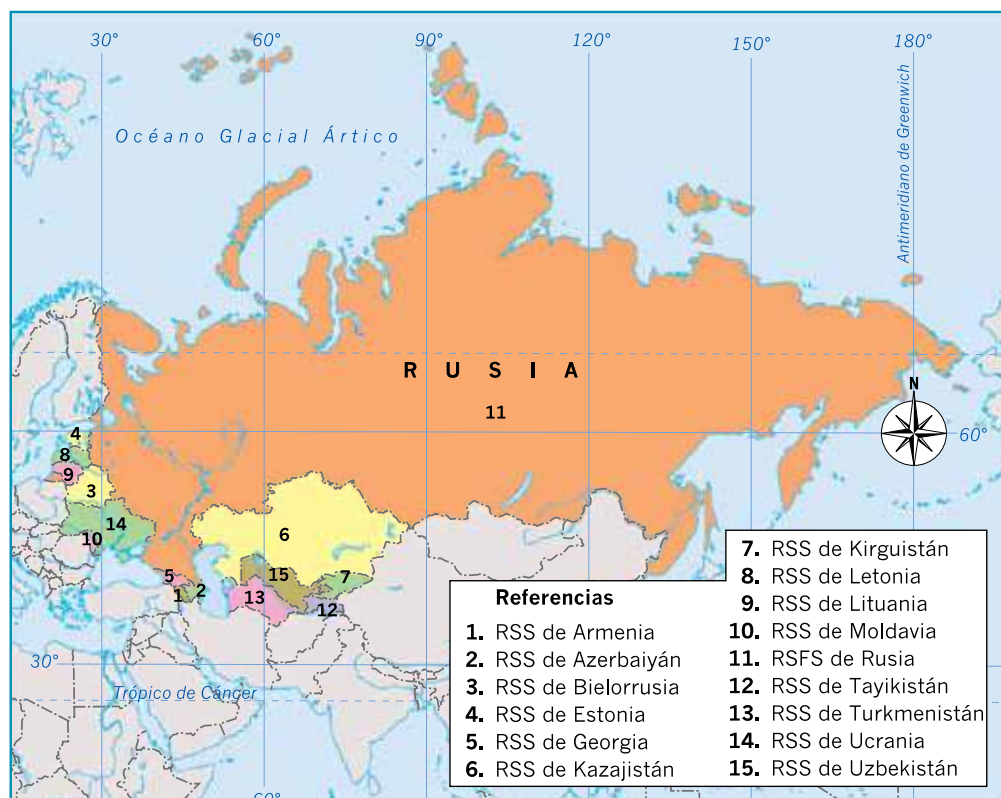 30° 60° 90° 120° 150° 180°
Océano Glacial Ártico
Antimeridiano de Greenwich
RUSIA
11
N
60°
4
8
9
3
14
10
6
5
1
2
15
7
13
12
30°
Trópico de Cáncer
60°
Referencias
1. RSS de Armenia
2. RSS de Azerbaiyán
3. RSS de Bielorrusia
4. RSS de Estonia
5. RSS de Georgia
6. RSS de Kazajistán
7. RSS de Kirguistán
8. RSS de Letonia
9. RSS de Lituania
10. RSS de Moldavia
11. RSFS de Rusia
12. RSS de Tayikistán
13. RSS de Turkmenistán
14. RSS de Ucrania
15. RSS de Uzbekistán